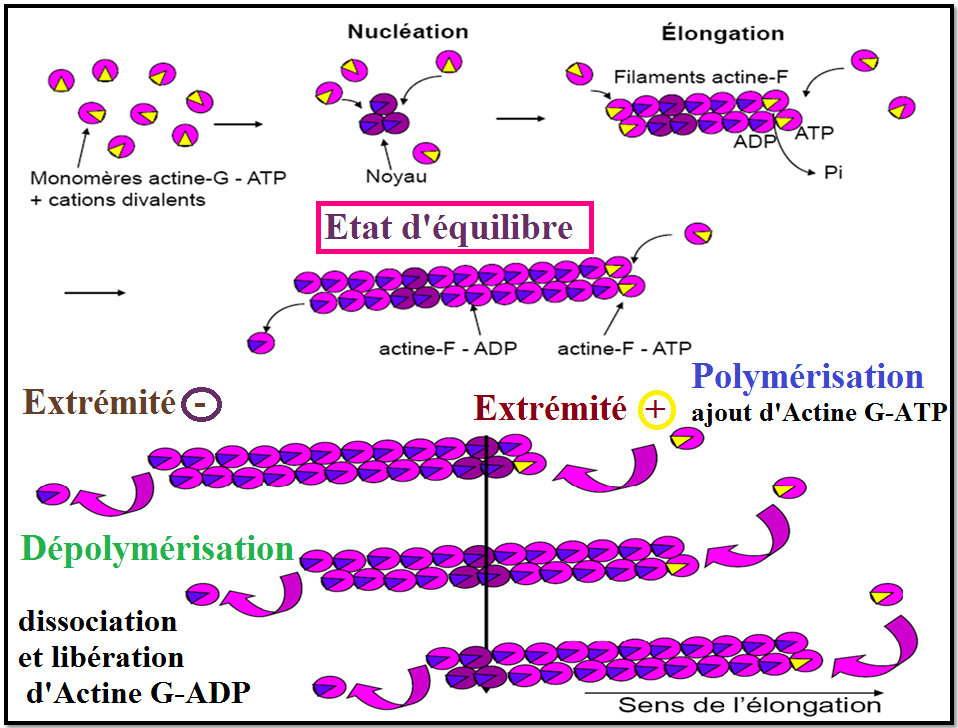 Nucléation
Élongation
Filaments actine-F
ATP
ADP
Pi
Monomères actine-G - ATP
+ cations divalents
Noyau
Etat d'équilibre
actine-F - ADP
actine-F - ATP
Polymérisation
ajout d'Actine G-ATP
Extrémité -
Extrémité +
Dépolymérisation
dissociation
et libération
d'Actine G-ADP
Sens de l'élongation